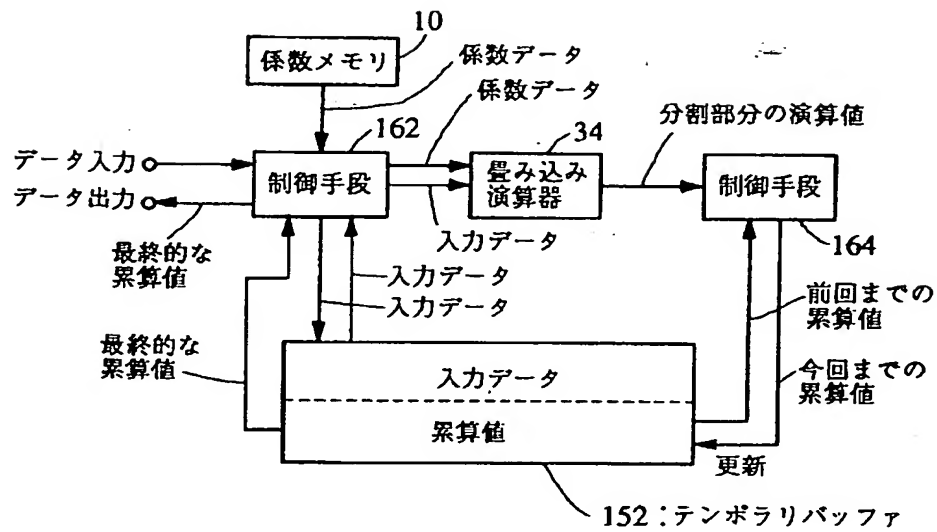 10
係数メモリ
係数データ
係数データ
162
34
分割部分の演算値
データ入力
制御手段
畳み込み
演算器
制御手段
データ出力
最終的な
累算値
入力データ
164
入力データ
入力データ
前回までの
累算値
最終的な
累算値
今回までの
累算値
入力データ
累算値
更新
152：テンポラリバッファ